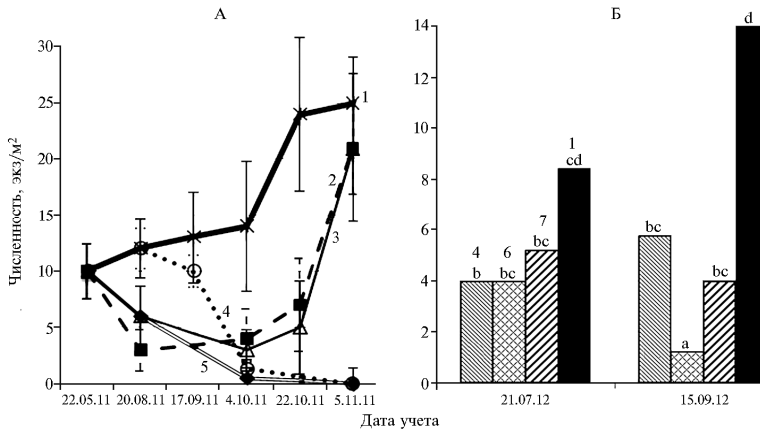 А
Б
Численность, экз/м²
30
25
20
15
10
5
0
1
2
3
4
5
22.05.11 20.08.11 17.09.11 4.10.11 22.10.11 5.11.11
14
12
10
8
6
4
2
0
4
b
6
bc
7
bc
1
cd
bc
a
bc
d
21.07.12 15.09.12
Дата учета